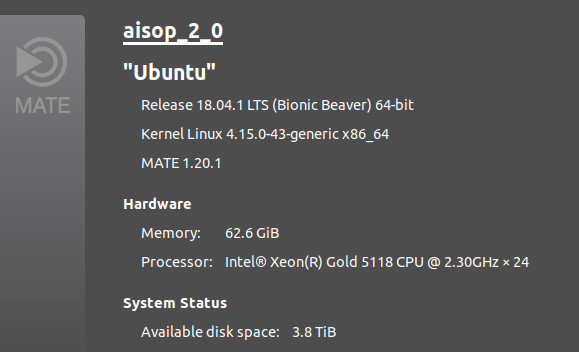 aisop_2_0
"Ubuntu"
MATE
Release 18.04.1 LTS (Bionic Beaver) 64-bit
Kernel Linux 4.15.0-43-generic x86_64
MATE 1.20.1
Hardware
Memory: 62.6 GiB
Processor: Intel® Xeon(R) Gold 5118 CPU @ 2.30GHz × 24
System Status
Available disk space: 3.8 TiB